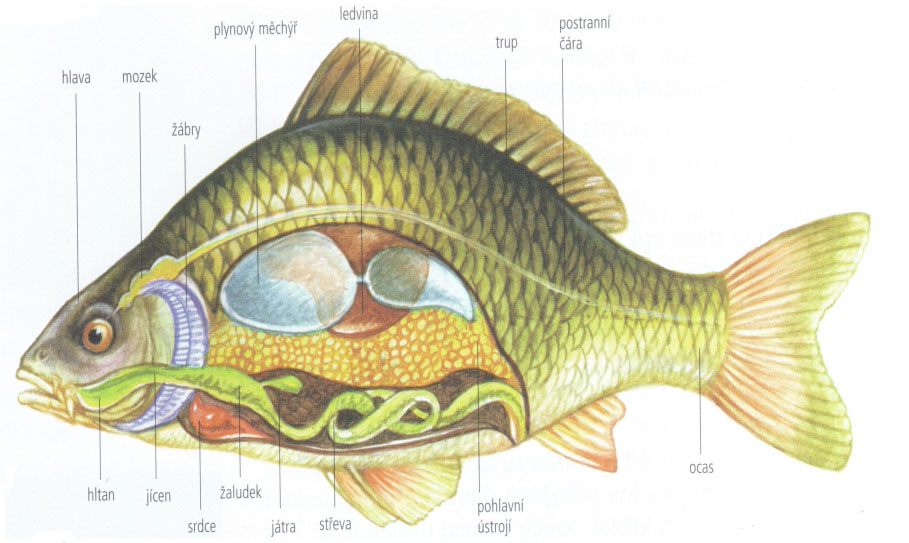 ledvina
plynový měchýř
postranní
čára
trup
hlava
mozek
žábry
hltan
jícen
žaludek
srdce
játra
střeva
pohlavní
ústrojí
ocas